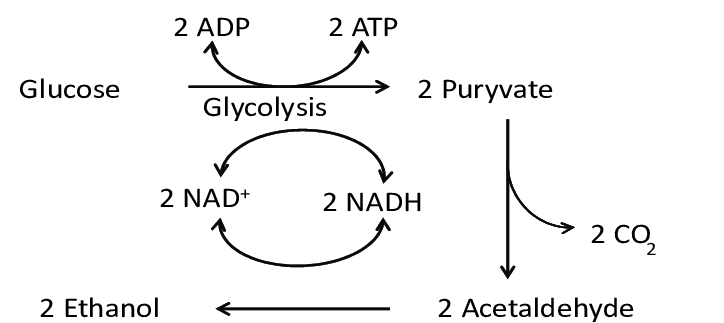 2 ADP 2 ATP
Glucose 2 Puryvate
Glycolysis
2 NAD⁺ 2 NADH
2 CO₂
2 Ethanol 2 Acetaldehyde